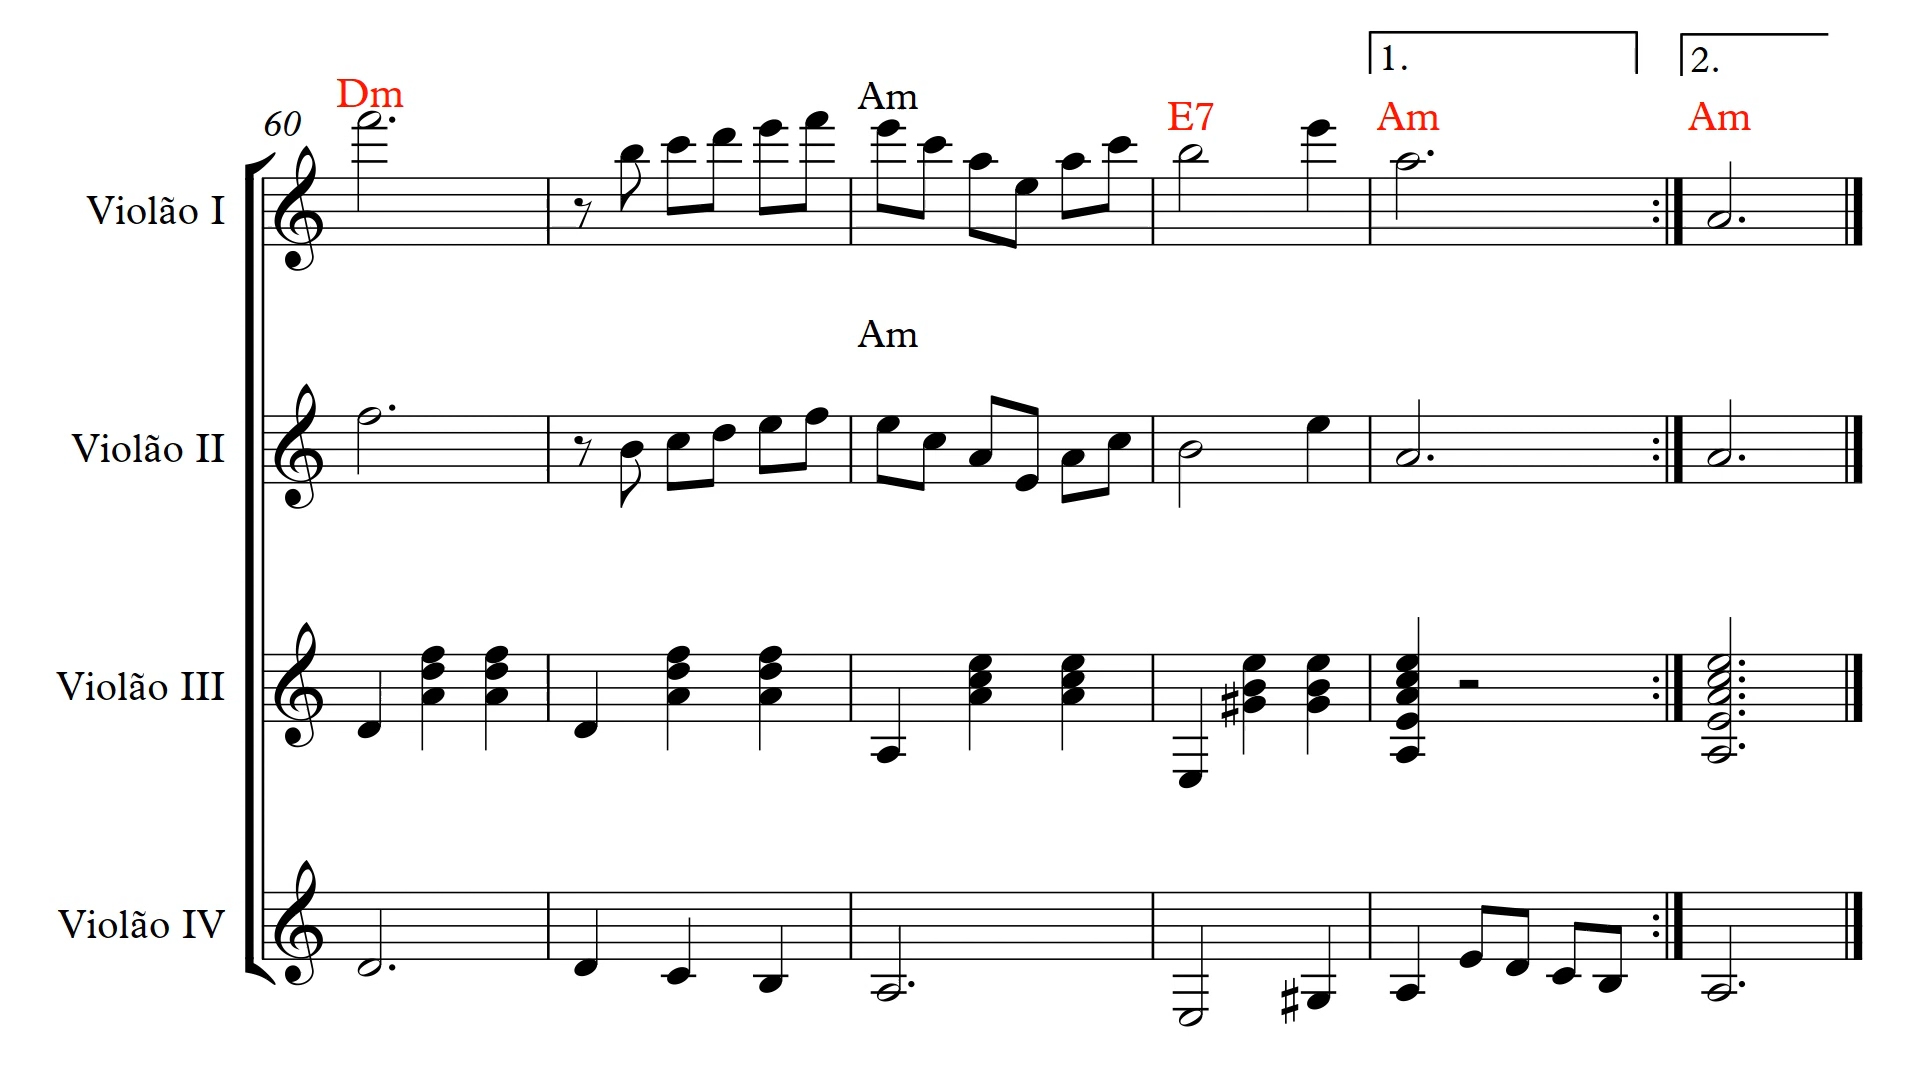 1. 2.
Dm Am E7 Am Am
60
Violão I
Am
Violão II
Violão III
Violão IV